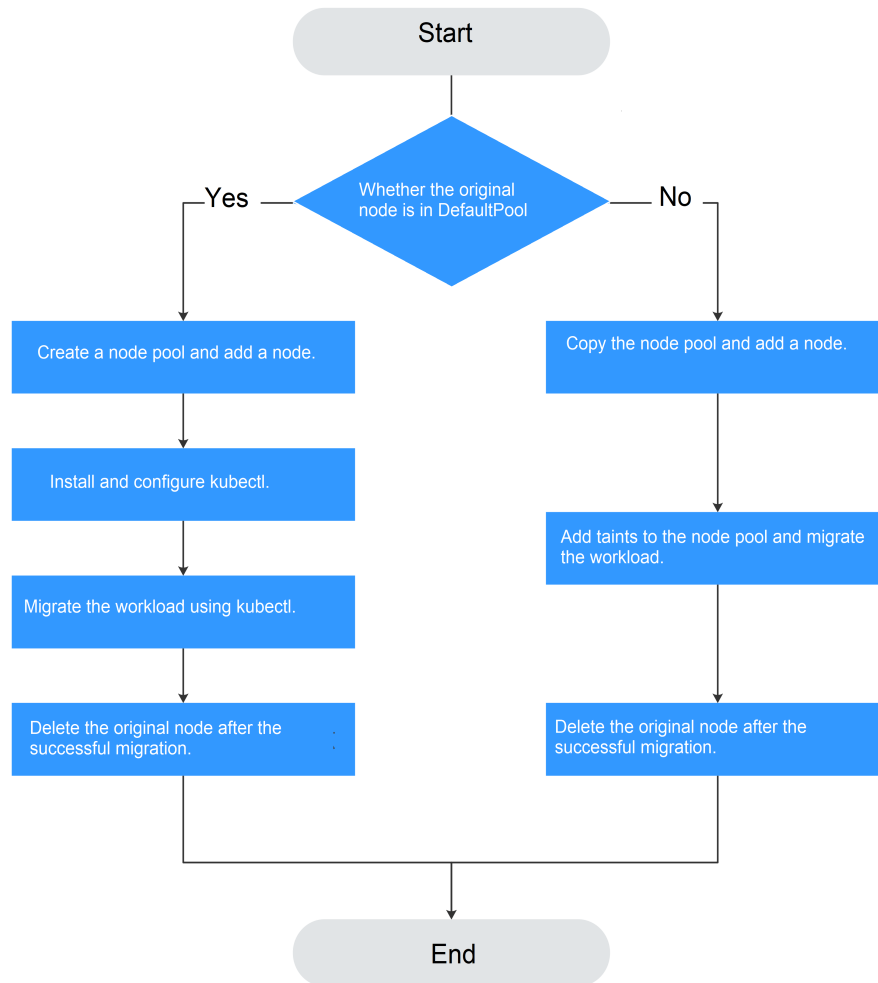 Start
Whether the original
node is in DefaultPool
Yes
No
Create a node pool and add a node.
Copy the node pool and add a node.
Install and configure kubectl.
Add taints to the node pool and migrate
the workload.
Migrate the workload using kubectl.
Delete the original node after the
successful migration.
Delete the original node after the
successful migration.
End